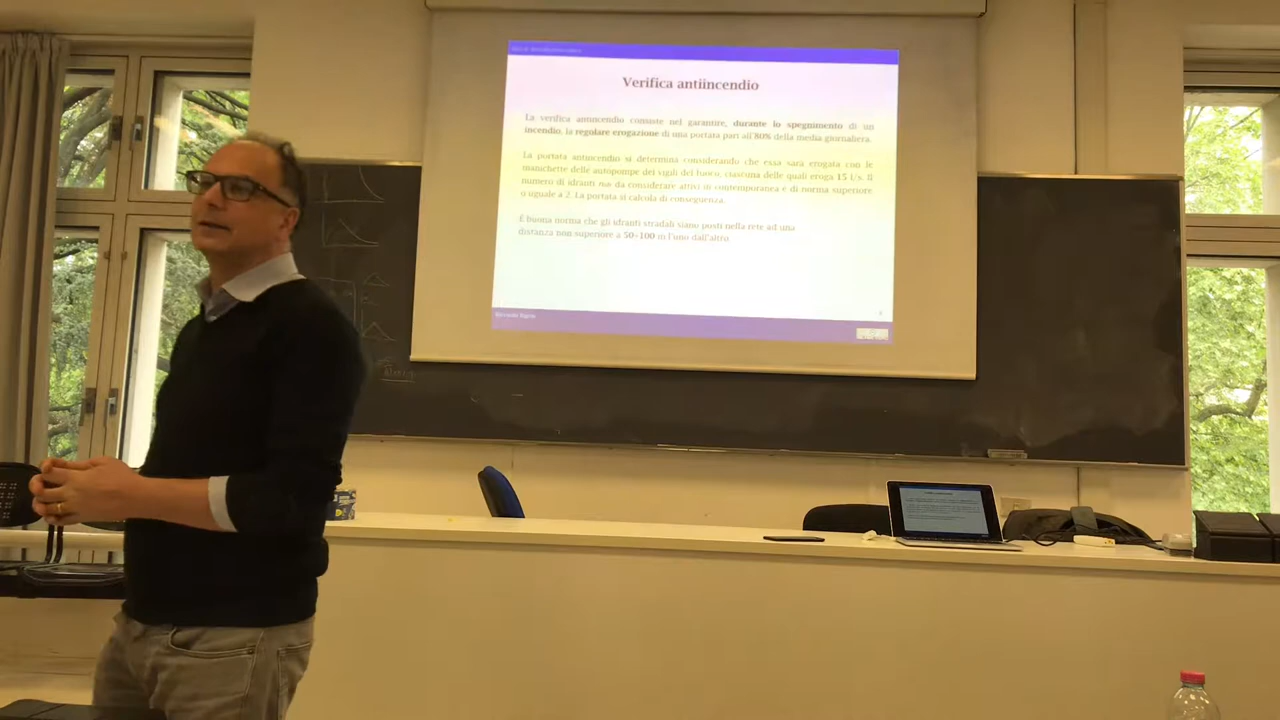 Verifica antiincendio
La verifica antincendio consiste nel garantire, durante lo spegnimento di un
incendio, la regolare erogazione di una portata pari all'80% della media giornaliera.
La portata antincendio si determina considerando che essa sarà erogata con le
manichette delle autopompe dei vigili del fuoco, ciascuna delle quali eroga 15 l/s. Il
numero di idranti da considerare attivi in contemporanea è di norma superiore
o uguale a 2. La portata si calcola di conseguenza.
È buona norma che gli idranti stradali siano posti nella rete ad una
distanza non superiore a 50÷100 m l'uno dall'altro.
Riccardo Rigon